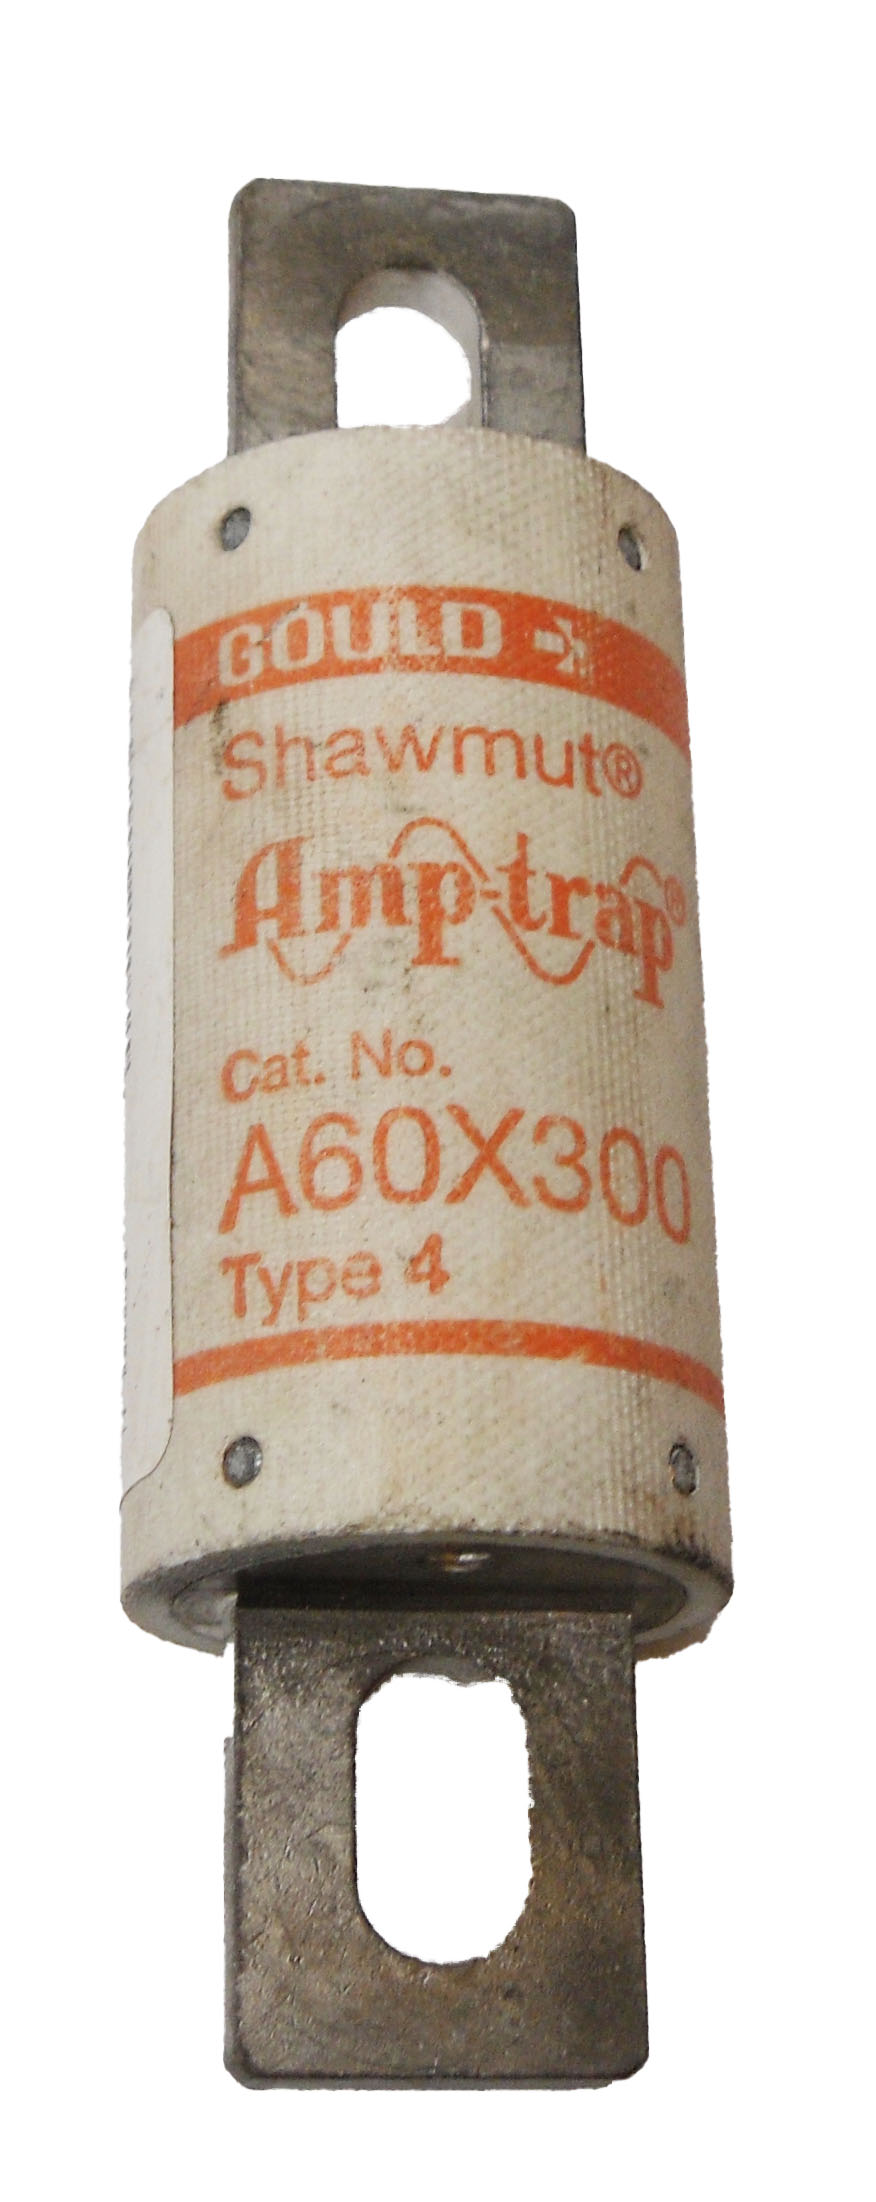 GOULD
Shawmut®
Amp-trap®
Cat. No.
A60X300
Type 4